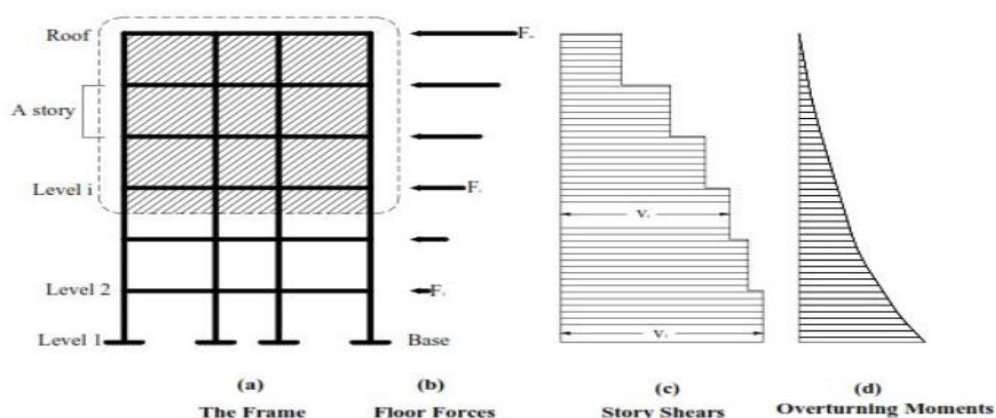 Roof
A story
Level i
Level 2
Level 1
Base
F
F
F
V
V
(a)
The Frame
(b)
Floor Forces
(c)
Story Shears
(d)
Overturning Moments